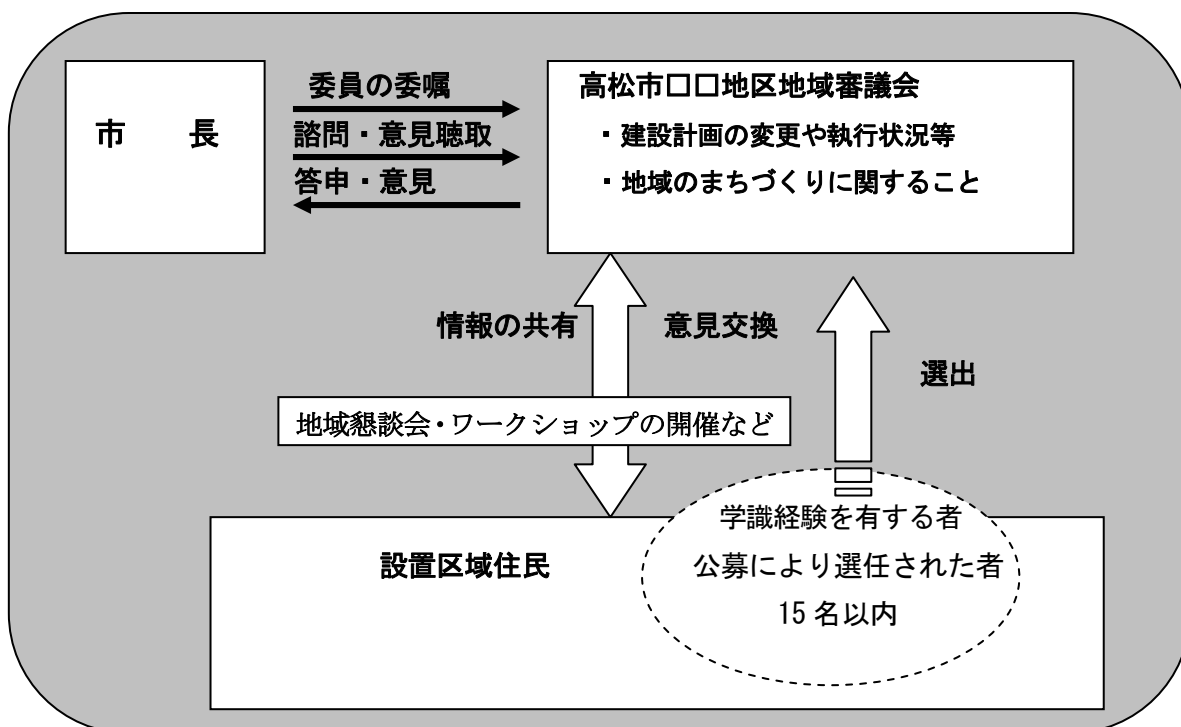 市　　長
委員の委嘱
諮問・意見聴取
答申・意見
高松市□□地区地域審議会
・建設計画の変更や執行状況等
・地域のまちづくりに関すること
情報の共有
意見交換
選出
地域懇談会・ワークショップの開催など
設置区域住民
学識経験を有する者
公募により選任された者
15 名以内